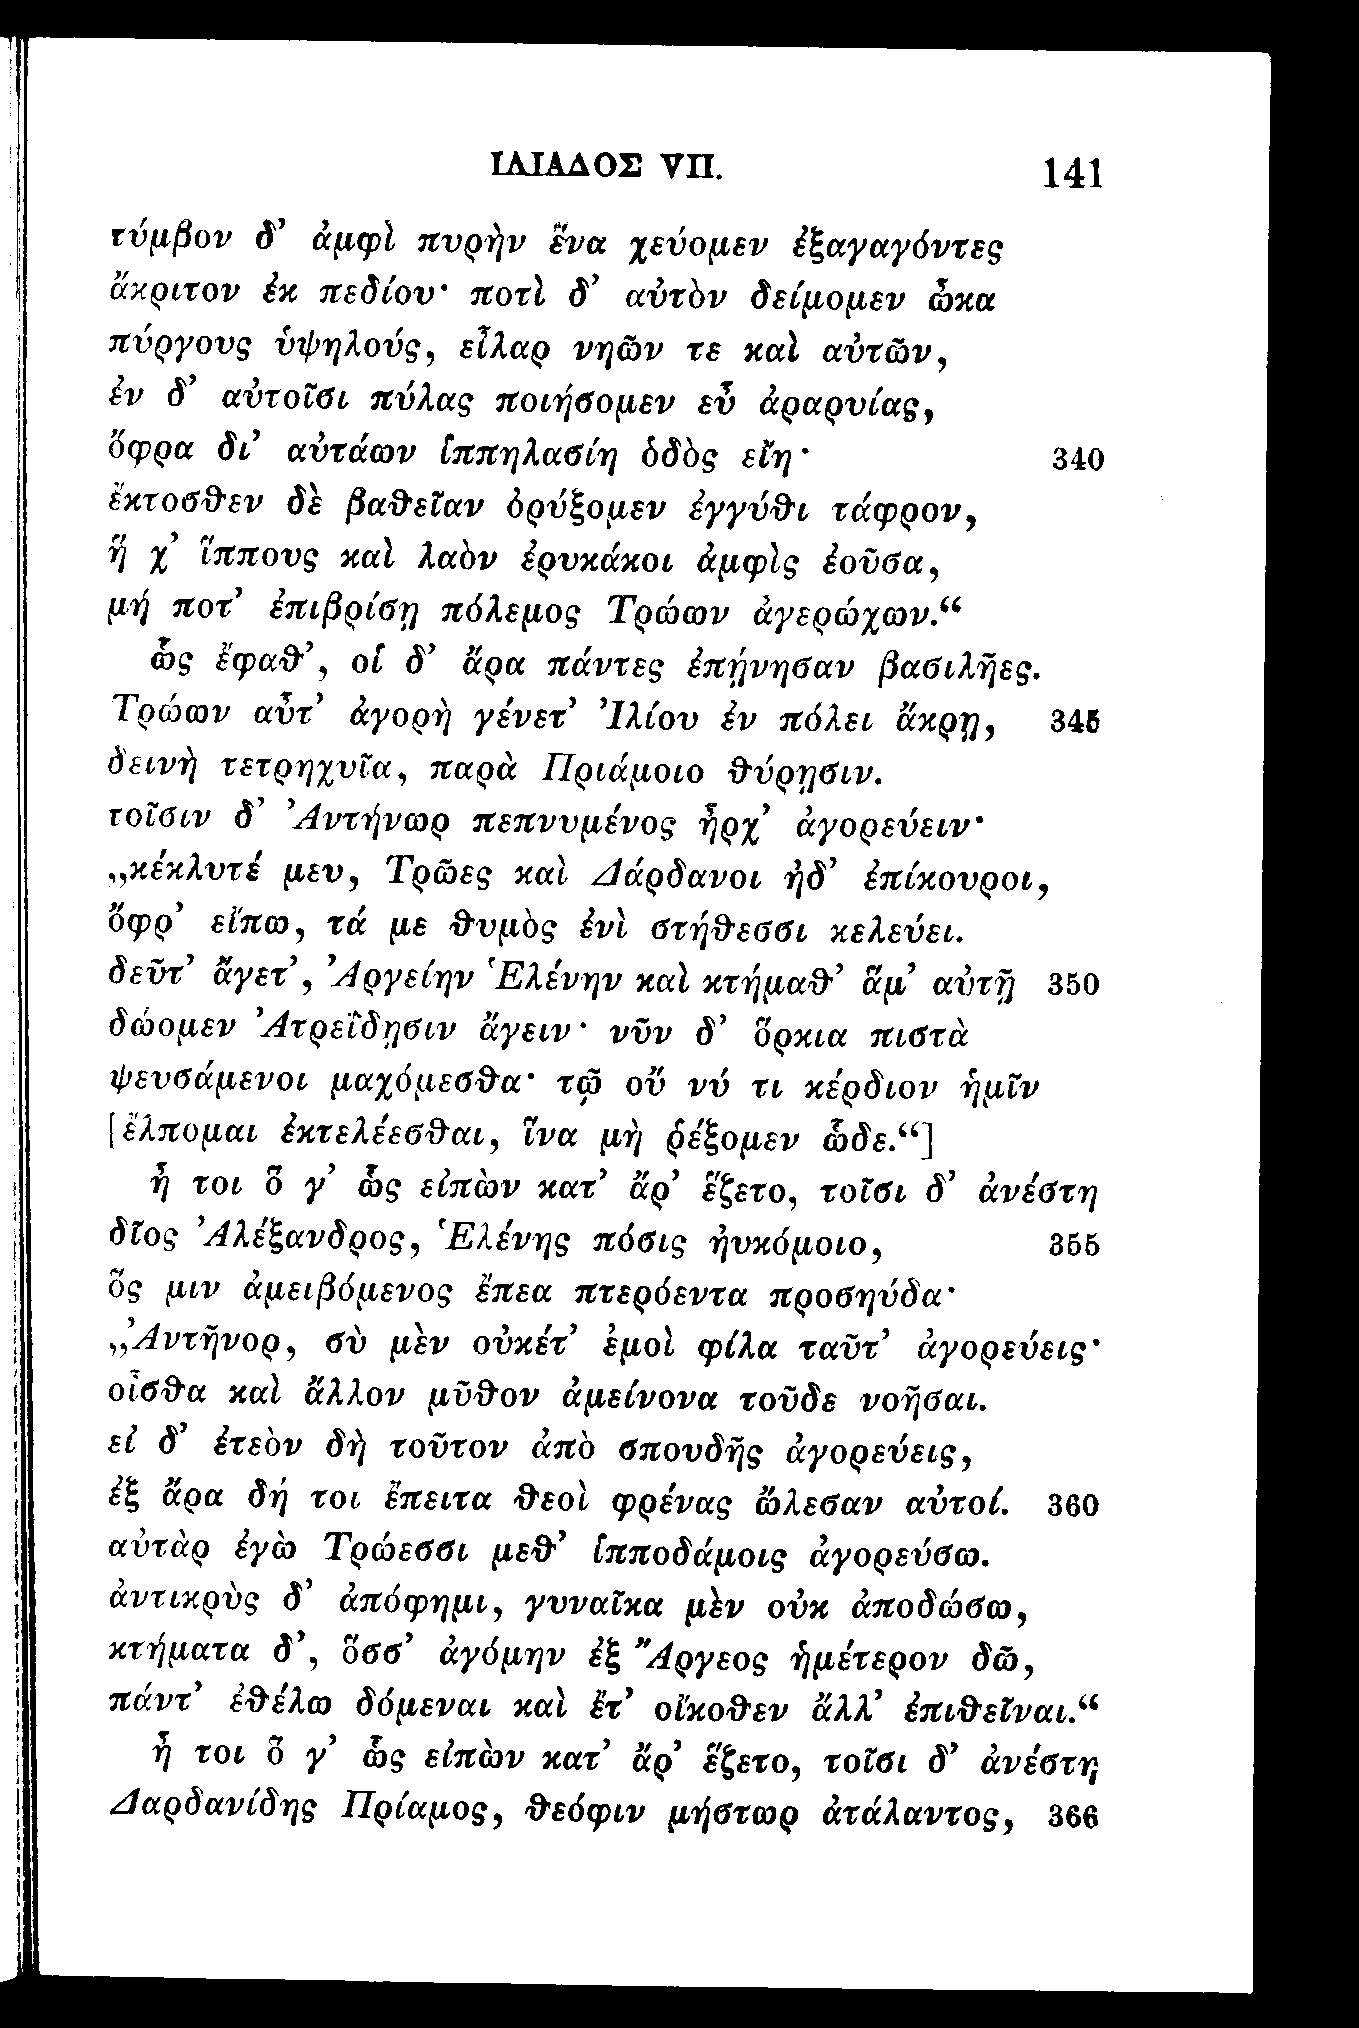 ΙΛΙΑΔΟΣ VII. 141
τύμβον δ’ ἀμφὶ πυρὴν ἕνα χεύομεν ἐξαγαγόντες
ἄκριτον ἐκ πεδίου· ποτὶ δ’ αὐτὸν δείμομεν ὦκα
πύργους ὑψηλούς, εἶλαρ νηῶν τε καὶ αὐτῶν,
ἐν δ’ αὐτοῖσι πύλας ποιήσομεν εὖ ἀραρυίας,
ὄφρα δι’ αὐτάων ἱππηλασίη ὁδὸς εἴη· 340
ἔκτοσθεν δὲ βαθεῖαν ὀρύξομεν ἐγγύθι τάφρον,
ἥ χ’ ἵππους καὶ λαὸν ἐρυκάκοι ἀμφὶς ἐοῦσα,
μή ποτ’ ἐπιβρίσῃ πόλεμος Τρώων ἀγερώχων.“
ὣς ἔφαθ’, οἱ δ’ ἄρα πάντες ἐπῄνησαν βασιλῆες.
Τρώων αὖτ’ ἀγορὴ γένετ’ Ἰλίου ἐν πόλει ἄκρῃ, 345
δεινὴ τετρηχυῖα, παρὰ Πριάμοιο θύρῃσιν.
τοῖσιν δ’ Ἀντήνωρ πεπνυμένος ἦρχ’ ἀγορεύειν·
„κέκλυτέ μευ, Τρῶες καὶ Δάρδανοι ἠδ’ ἐπίκουροι,
ὄφρ’ εἴπω, τά με θυμὸς ἐνὶ στήθεσσι κελεύει.
δεῦτ’ ἄγετ’, Ἀργείην Ἑλένην καὶ κτήμαθ’ ἅμ’ αὐτῇ 350
δώομεν Ἀτρεΐδῃσιν ἄγειν· νῦν δ’ ὅρκια πιστὰ
ψευσάμενοι μαχόμεσθα· τῷ οὔ νύ τι κέρδιον ἡμῖν
[ἔλπομαι ἐκτελέεσθαι, ἵνα μὴ ῥέξομεν ὧδε.“]
ἦ τοι ὅ γ’ ὣς εἰπὼν κατ’ ἄρ’ ἕζετο, τοῖσι δ’ ἀνέστη
δῖος Ἀλέξανδρος, Ἑλένης πόσις ἠυκόμοιο, 355
ὅς μιν ἀμειβόμενος ἔπεα πτερόεντα προσηύδα·
„Ἀντῆνορ, σὺ μὲν οὐκέτ’ ἐμοὶ φίλα ταῦτ’ ἀγορεύεις·
οἶσθα καὶ ἄλλον μῦθον ἀμείνονα τοῦδε νοῆσαι.
εἰ δ’ ἐτεὸν δὴ τοῦτον ἀπὸ σπουδῆς ἀγορεύεις,
ἐξ ἄρα δή τοι ἔπειτα θεοὶ φρένας ὤλεσαν αὐτοί. 360
αὐτὰρ ἐγὼ Τρώεσσι μεθ’ ἱπποδάμοις ἀγορεύσω.
ἀντικρὺς δ’ ἀπόφημι, γυναῖκα μὲν οὐκ ἀποδώσω,
κτήματα δ’, ὅσσ’ ἀγόμην ἐξ Ἄργεος ἡμέτερον δῶ,
πάντ’ ἐθέλω δόμεναι καὶ ἔτ’ οἴκοθεν ἄλλ’ ἐπιθεῖναι.“
ἦ τοι ὅ γ’ ὣς εἰπὼν κατ’ ἄρ’ ἕζετο, τοῖσι δ’ ἀνέστη
Δαρδανίδης Πρίαμος, θεόφιν μήστωρ ἀτάλαντος, 366